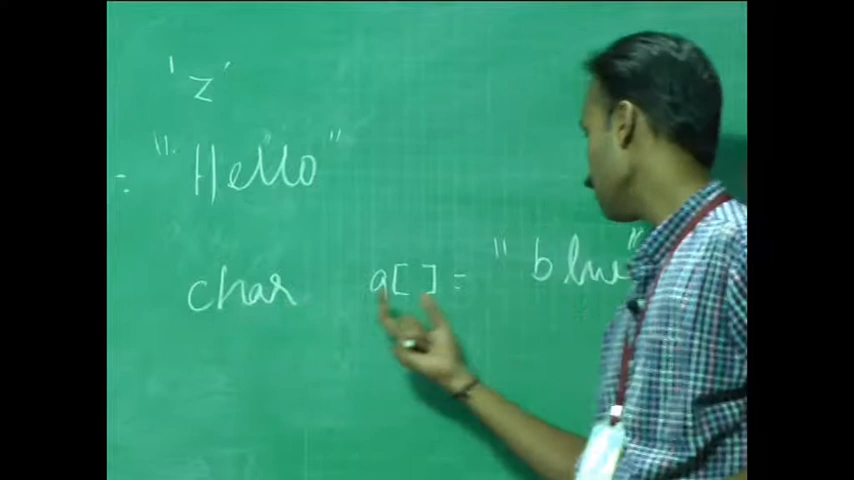 'z'
= "Hello"
char a[] = "blue"